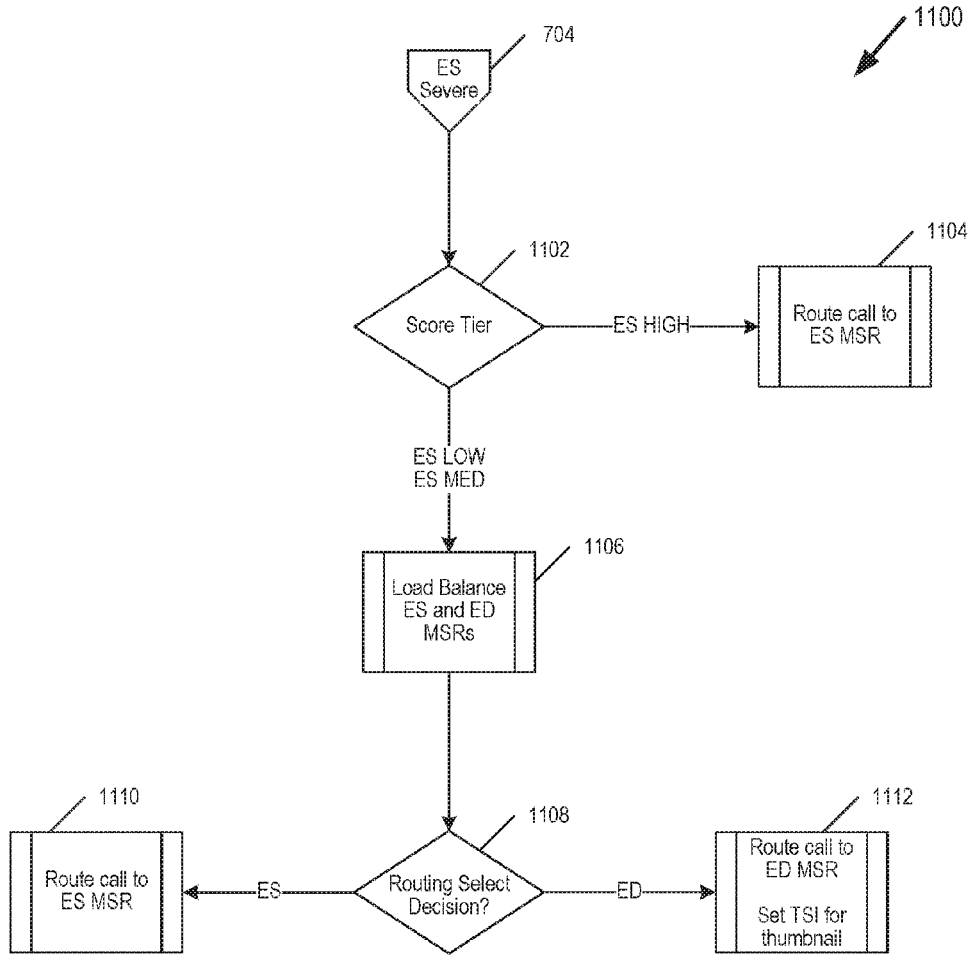 1100
704
ES
Severe
1102
Score Tier
ES HIGH
1104
Route call to
ES MSR
ES LOW
ES MED
1106
Load Balance
ES and ED
MSRs
1110
Route call to
ES MSR
ES
1108
Routing Select
Decision?
ED
1112
Route call to
ED MSR
Set TSI for
thumbnail